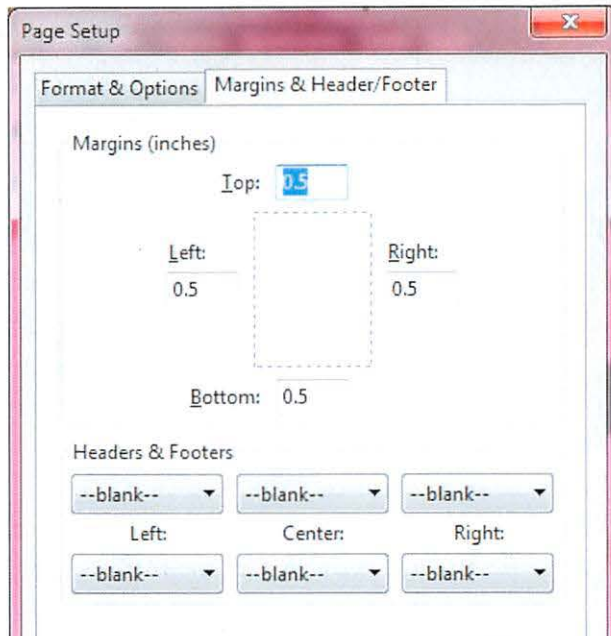 Page Setup
Format & Options Margins & Header/Footer
Margins (inches)
Top: 0.5
Left: Right:
0.5 0.5
Bottom: 0.5
Headers & Footers
--blank-- --blank-- --blank--
Left: Center: Right:
--blank-- --blank-- --blank--